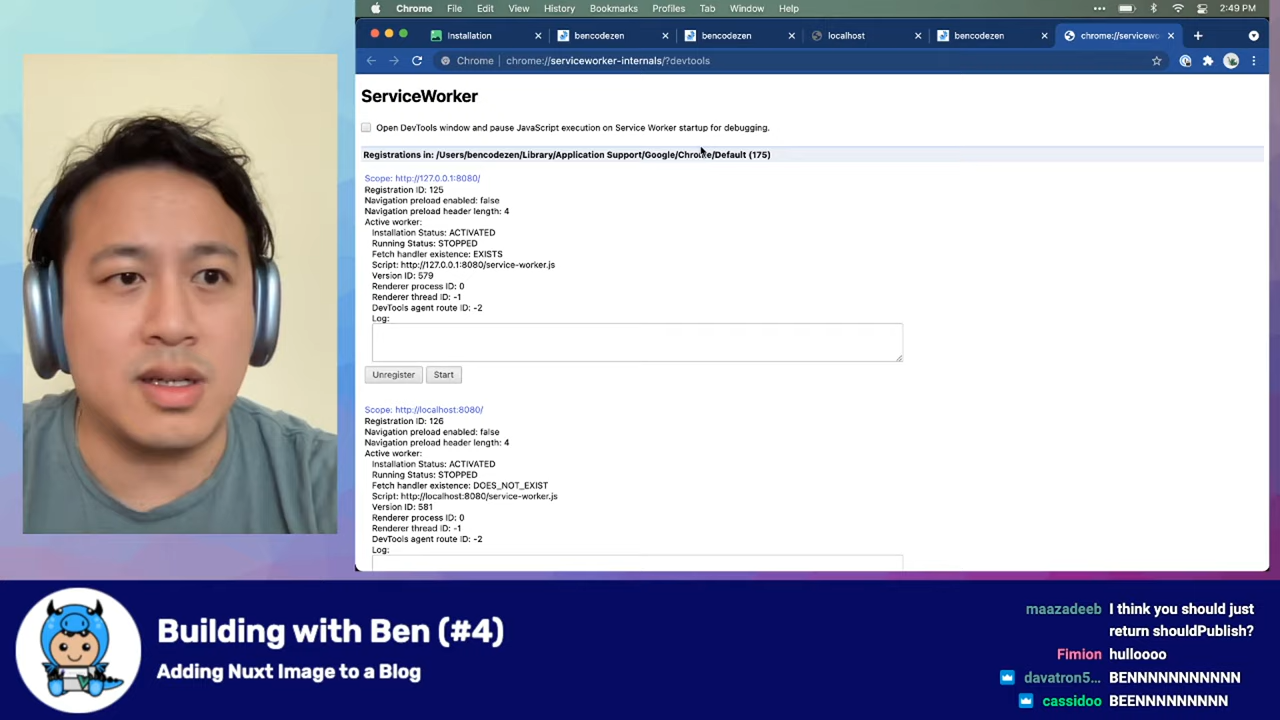 Chrome File Edit View History Bookmarks Profiles Tab Window Help ••• 2:49 PM
Installation bencodezen bencodezen localhost bencodezen chrome://servicewo
Chrome chrome://serviceworker-internals/?devtools
ServiceWorker
Open DevTools window and pause JavaScript execution on Service Worker startup for debugging.
Registrations in: /Users/bencodezen/Library/Application Support/Google/Chrome/Default (175)
Scope: http://127.0.0.1:8080/
Registration ID: 125
Navigation preload enabled: false
Navigation preload header length: 4
Active worker:
Installation Status: ACTIVATED
Running Status: STOPPED
Fetch handler existence: EXISTS
Script: http://127.0.0.1:8080/service-worker.js
Version ID: 579
Renderer process ID: 0
Renderer thread ID: -1
DevTools agent route ID: -2
Log:
Unregister Start
Scope: http://localhost:8080/
Registration ID: 126
Navigation preload enabled: false
Navigation preload header length: 4
Active worker:
Installation Status: ACTIVATED
Running Status: STOPPED
Fetch handler existence: DOES_NOT_EXIST
Script: http://localhost:8080/service-worker.js
Version ID: 581
Renderer process ID: 0
Renderer thread ID: -1
DevTools agent route ID: -2
Log:
Building with Ben (#4)
Adding Nuxt Image to a Blog
maazadeeb I think you should just
return shouldPublish?
Fimion hulloooo
davatron5... BENNNNNNNNNNN
cassidoo BEENNNNNNNNN